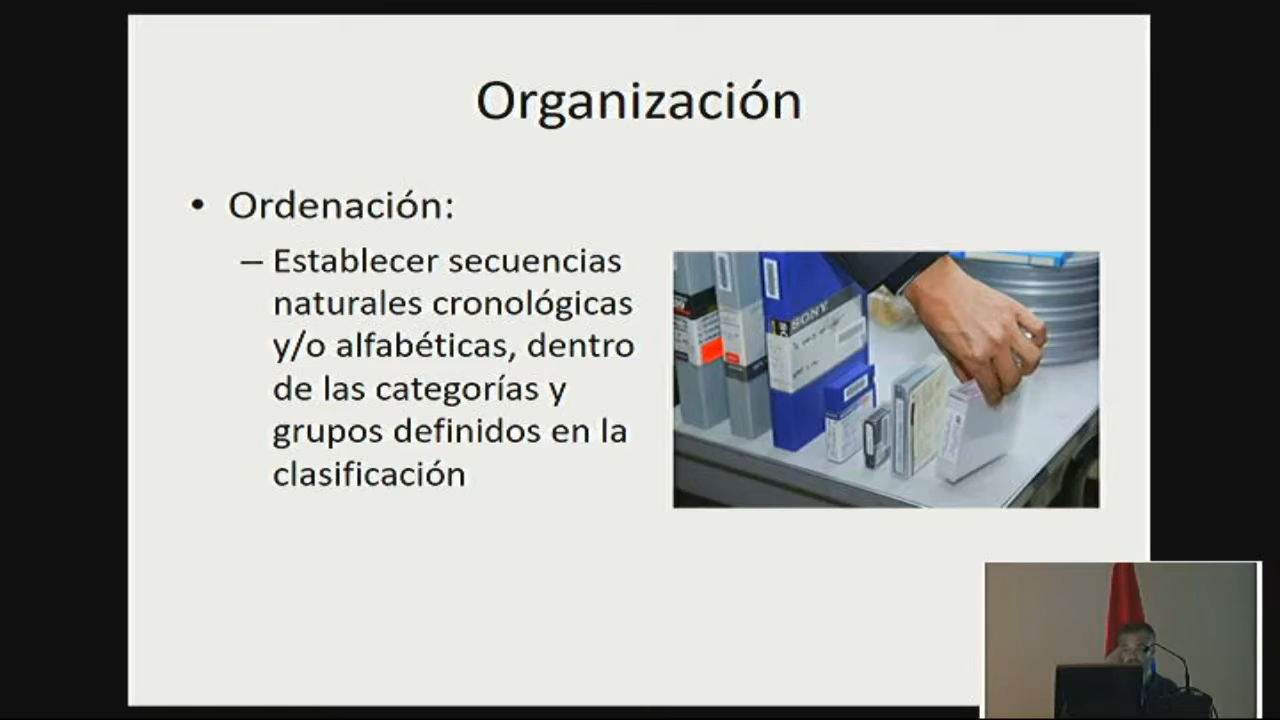 Organización
• Ordenación:
– Establecer secuencias
naturales cronológicas
y/o alfabéticas, dentro
de las categorías y
grupos definidos en la
clasificación
SONY